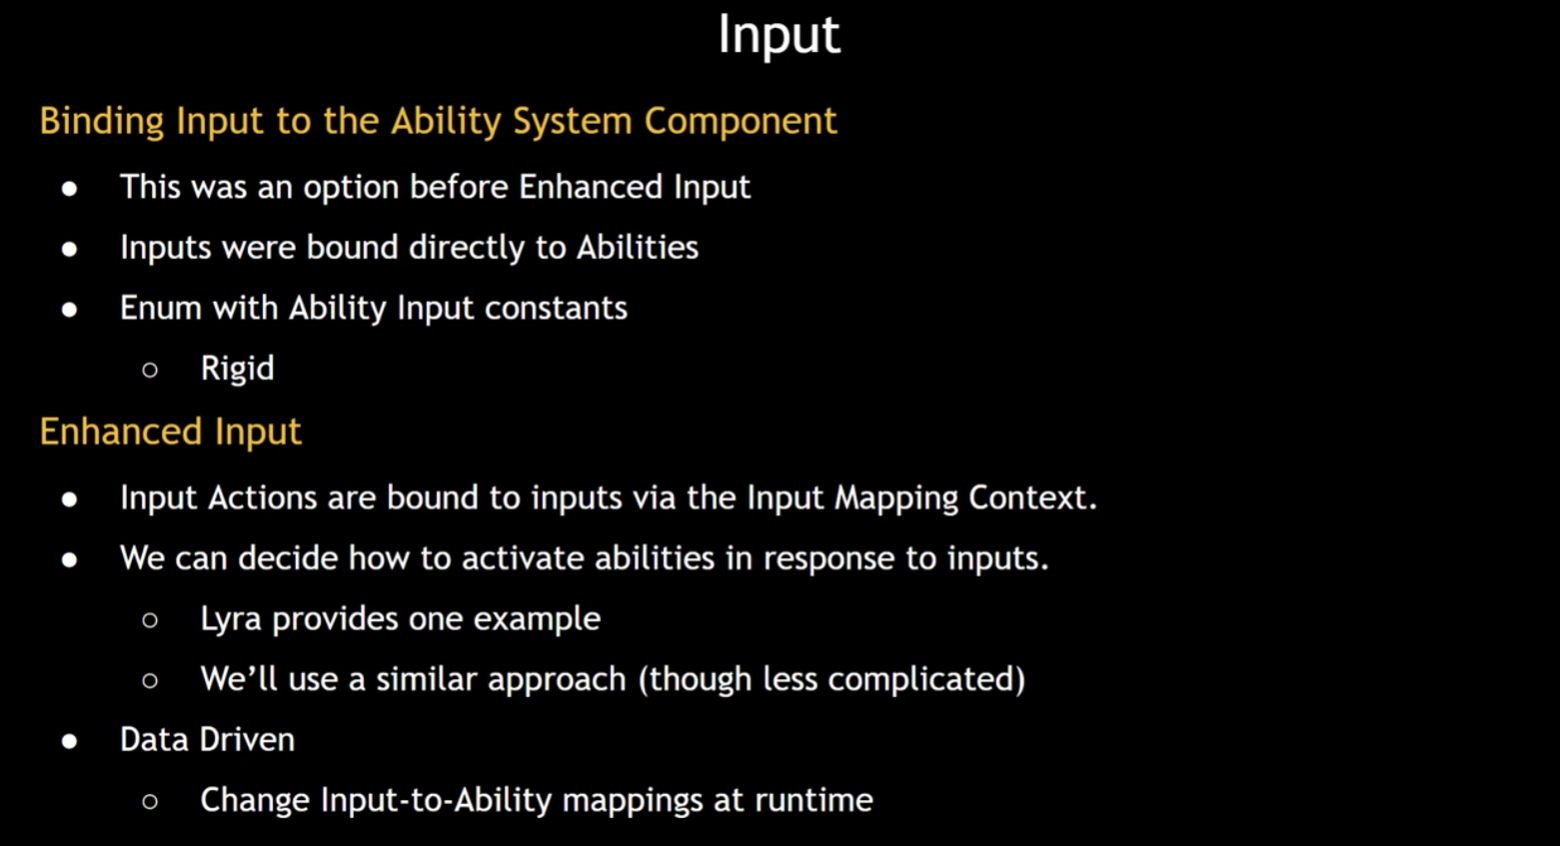 Input
Binding Input to the Ability System Component
● This was an option before Enhanced Input
● Inputs were bound directly to Abilities
● Enum with Ability Input constants
○ Rigid
Enhanced Input
● Input Actions are bound to inputs via the Input Mapping Context.
● We can decide how to activate abilities in response to inputs.
○ Lyra provides one example
○ We’ll use a similar approach (though less complicated)
● Data Driven
○ Change Input-to-Ability mappings at runtime